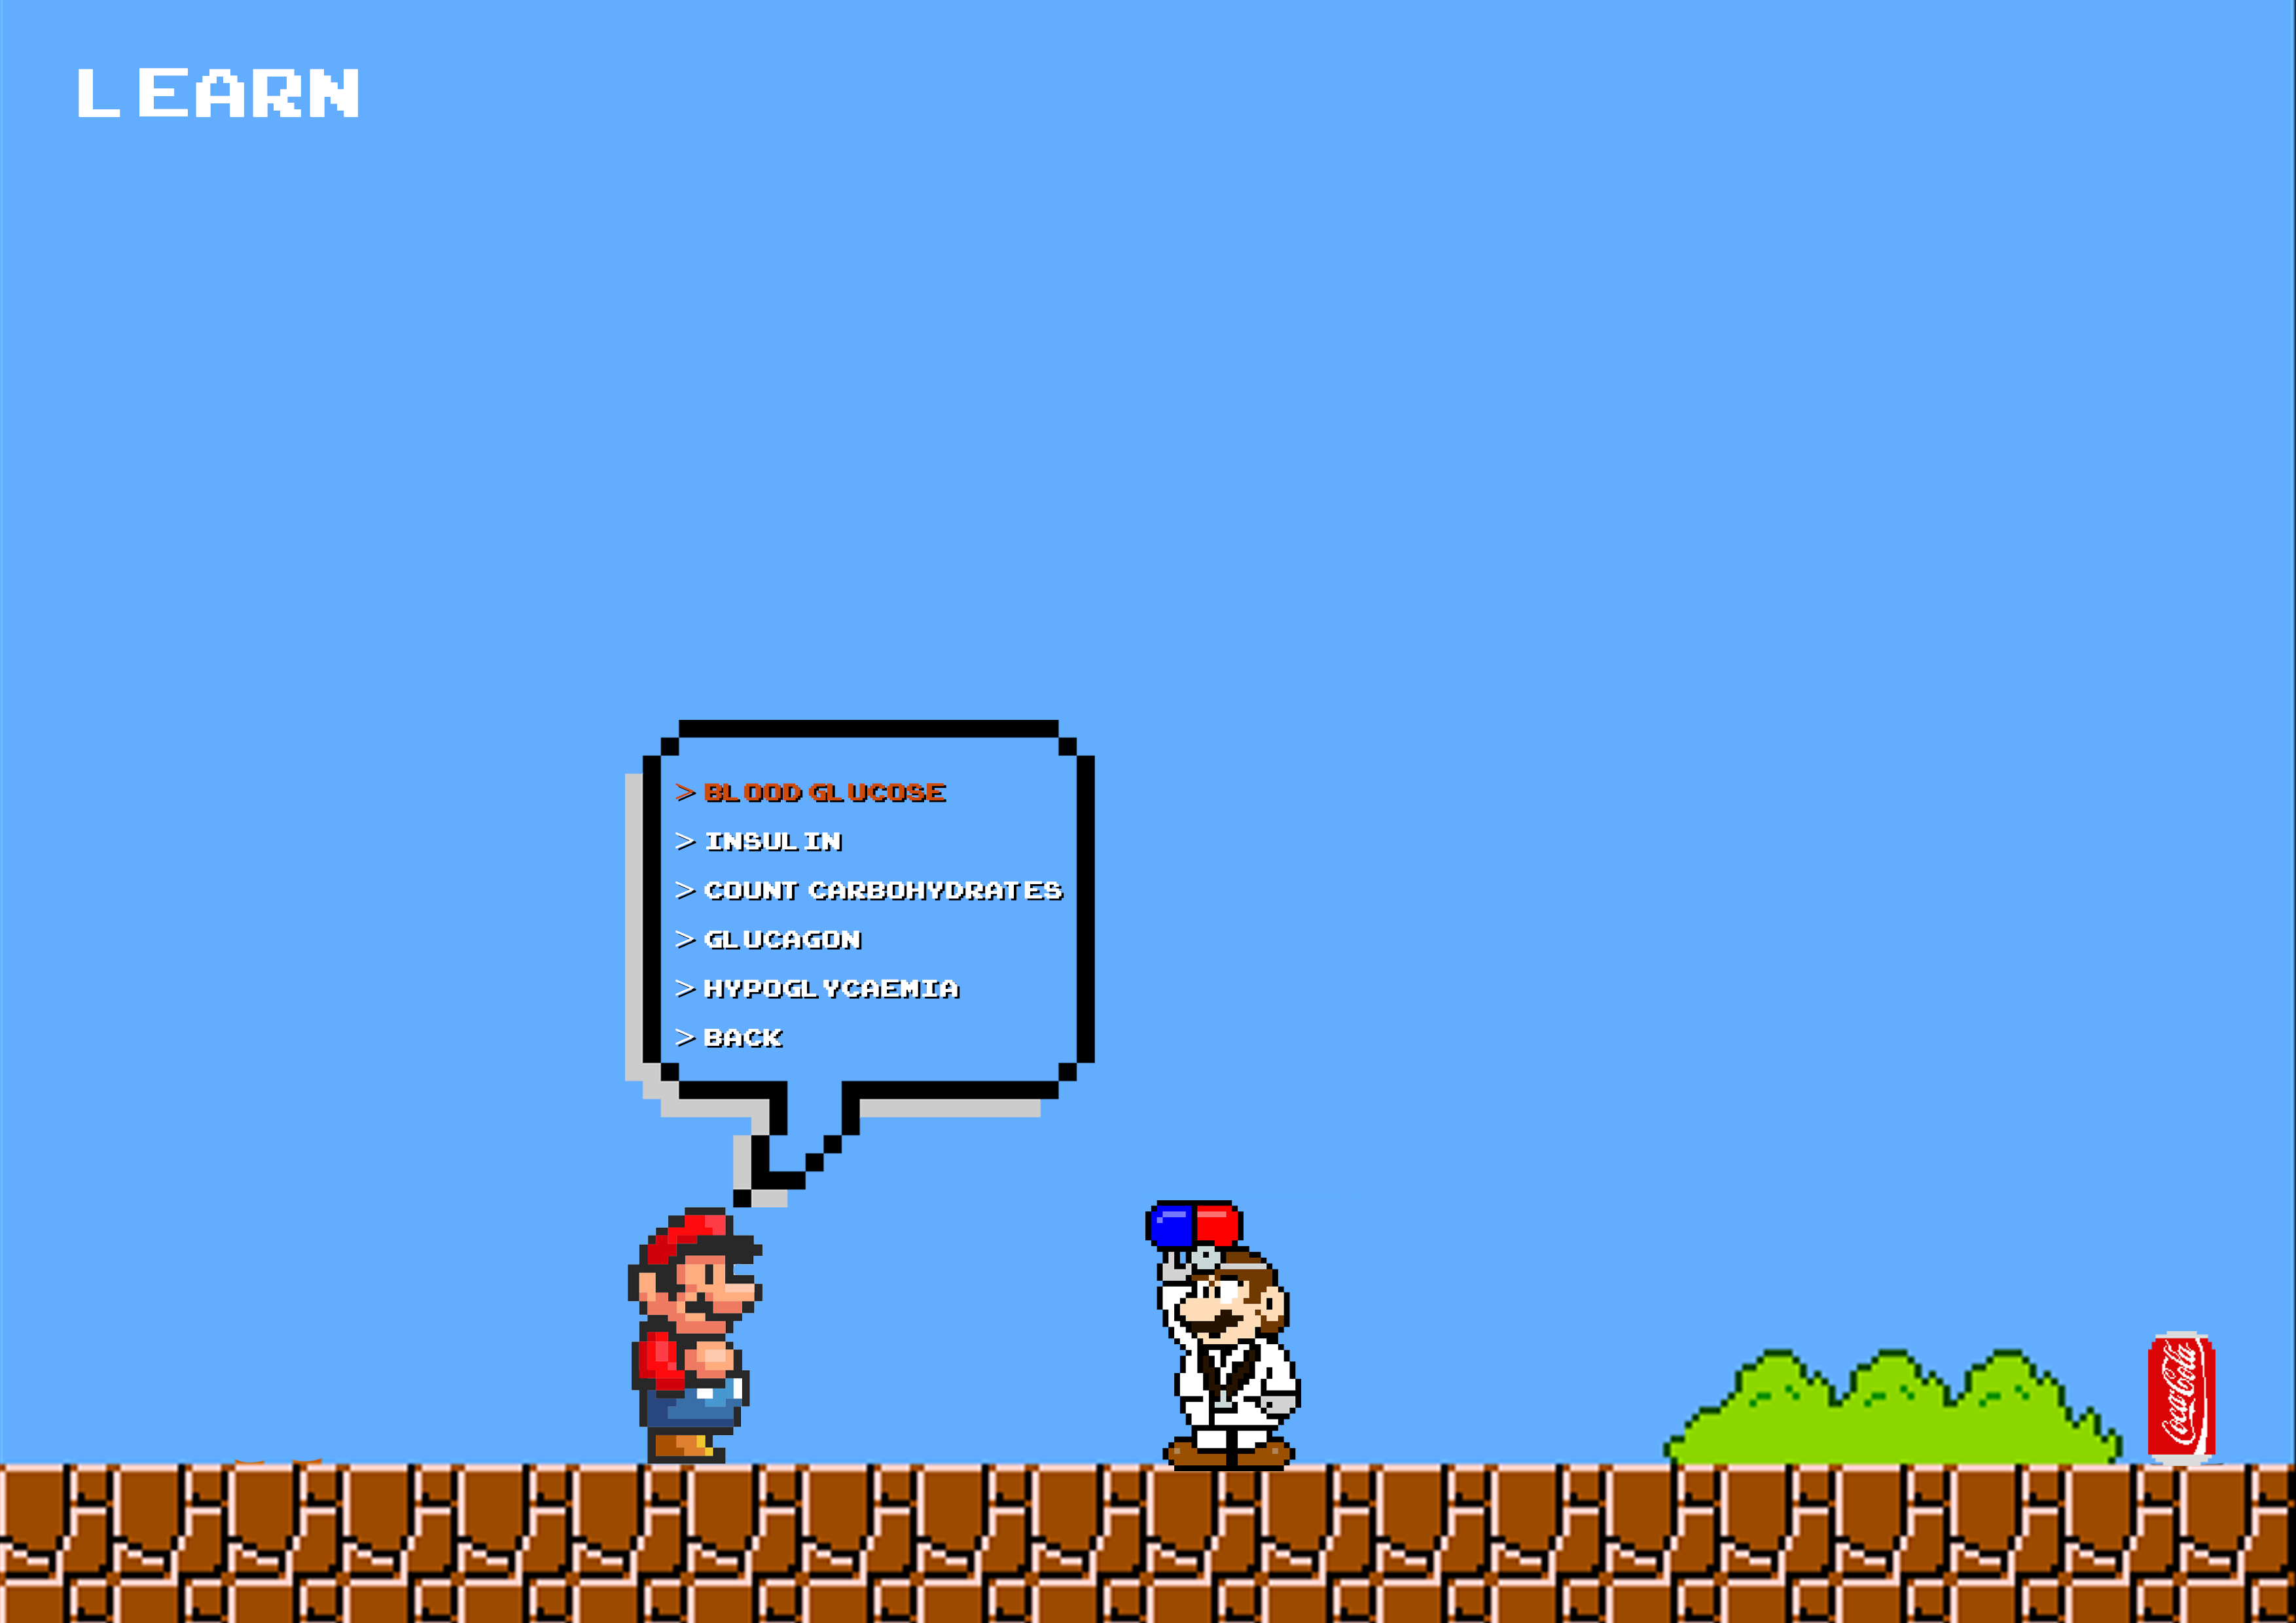 LEARN
> BLOOD GLUCOSE
> INSULIN
> COUNT CARBOHYDRATES
> GLUCAGON
> HYPOGLYCAEMIA
> BACK
Coca-Cola